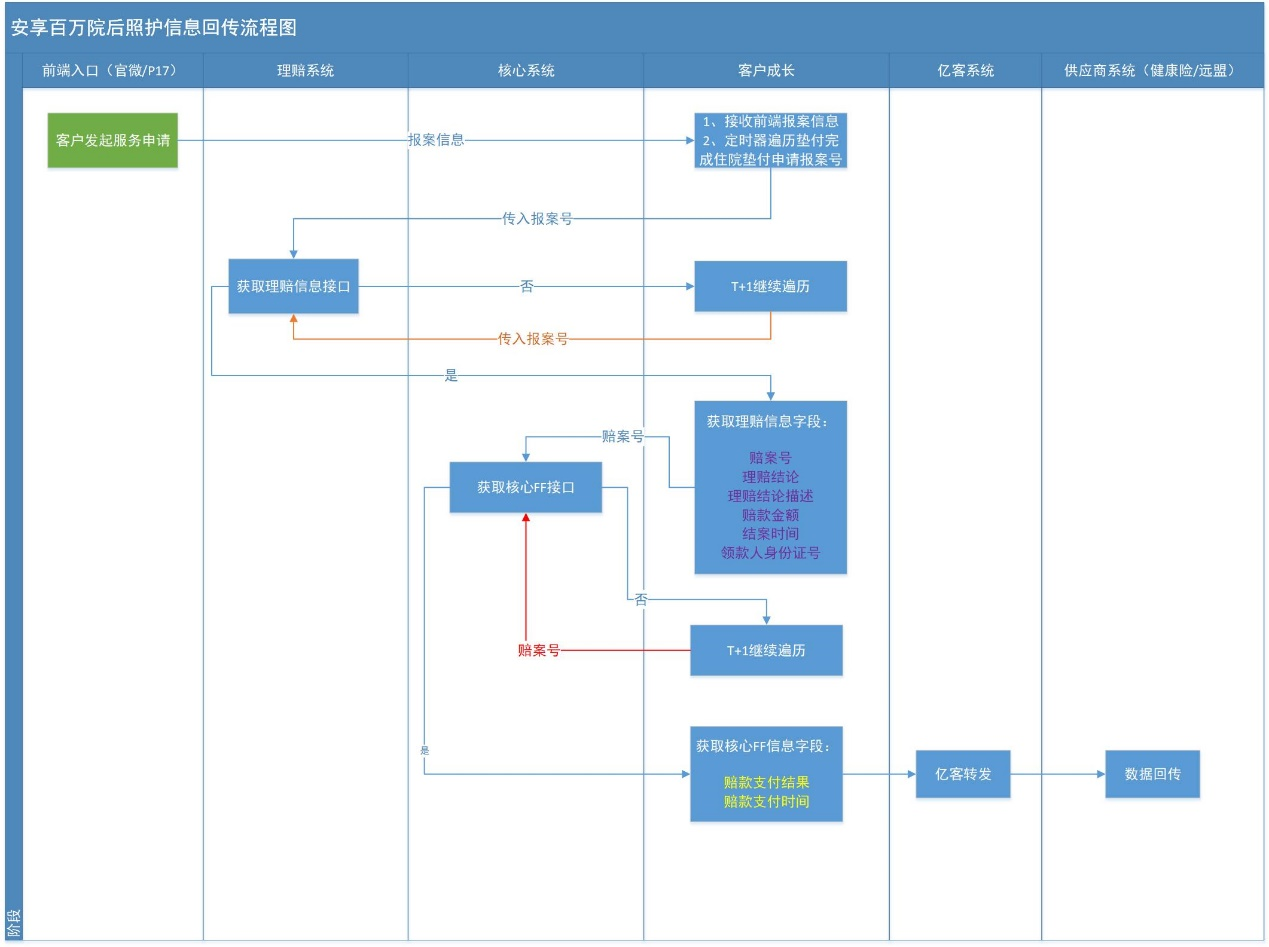 安享百万院后照护信息回传流程图
前端入口（官微/P17）
理赔系统
核心系统
客户成长
亿客系统
供应商系统（健康险/远盟）
客户发起服务申请
报案信息
1、接收前端报案信息
2、定时器遍历垫付完
成住院垫付申请报案号
传入报案号
获取理赔信息接口
否
T+1继续遍历
传入报案号
是
获取理赔信息字段：
赔案号
理赔结论
理赔结论描述
赔款金额
结案时间
领款人身份证号
赔案号
获取核心FF接口
否
赔案号
T+1继续遍历
是
获取核心FF信息字段：
赔款支付结果
赔款支付时间
亿客转发
数据回传
阶段